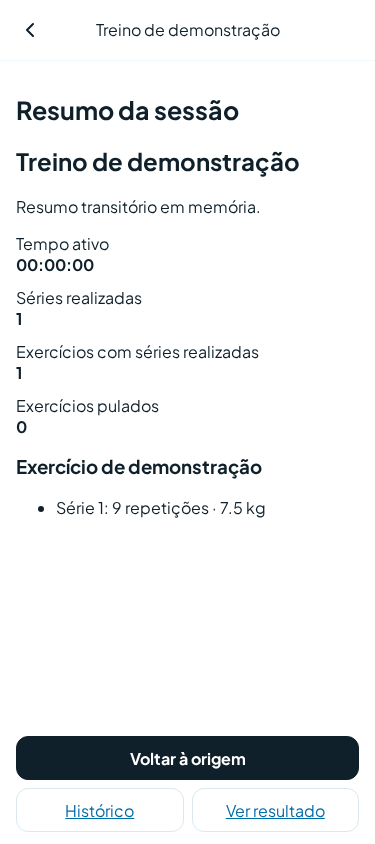 Treino de demonstração
Resumo da sessão
Treino de demonstração
Resumo transitório em memória.
Tempo ativo
00:00:00
Séries realizadas
1
Exercícios com séries realizadas
1
Exercícios pulados
0
Exercício de demonstração
Série 1: 9 repetições · 7.5 kg
Voltar à origem
Histórico
Ver resultado